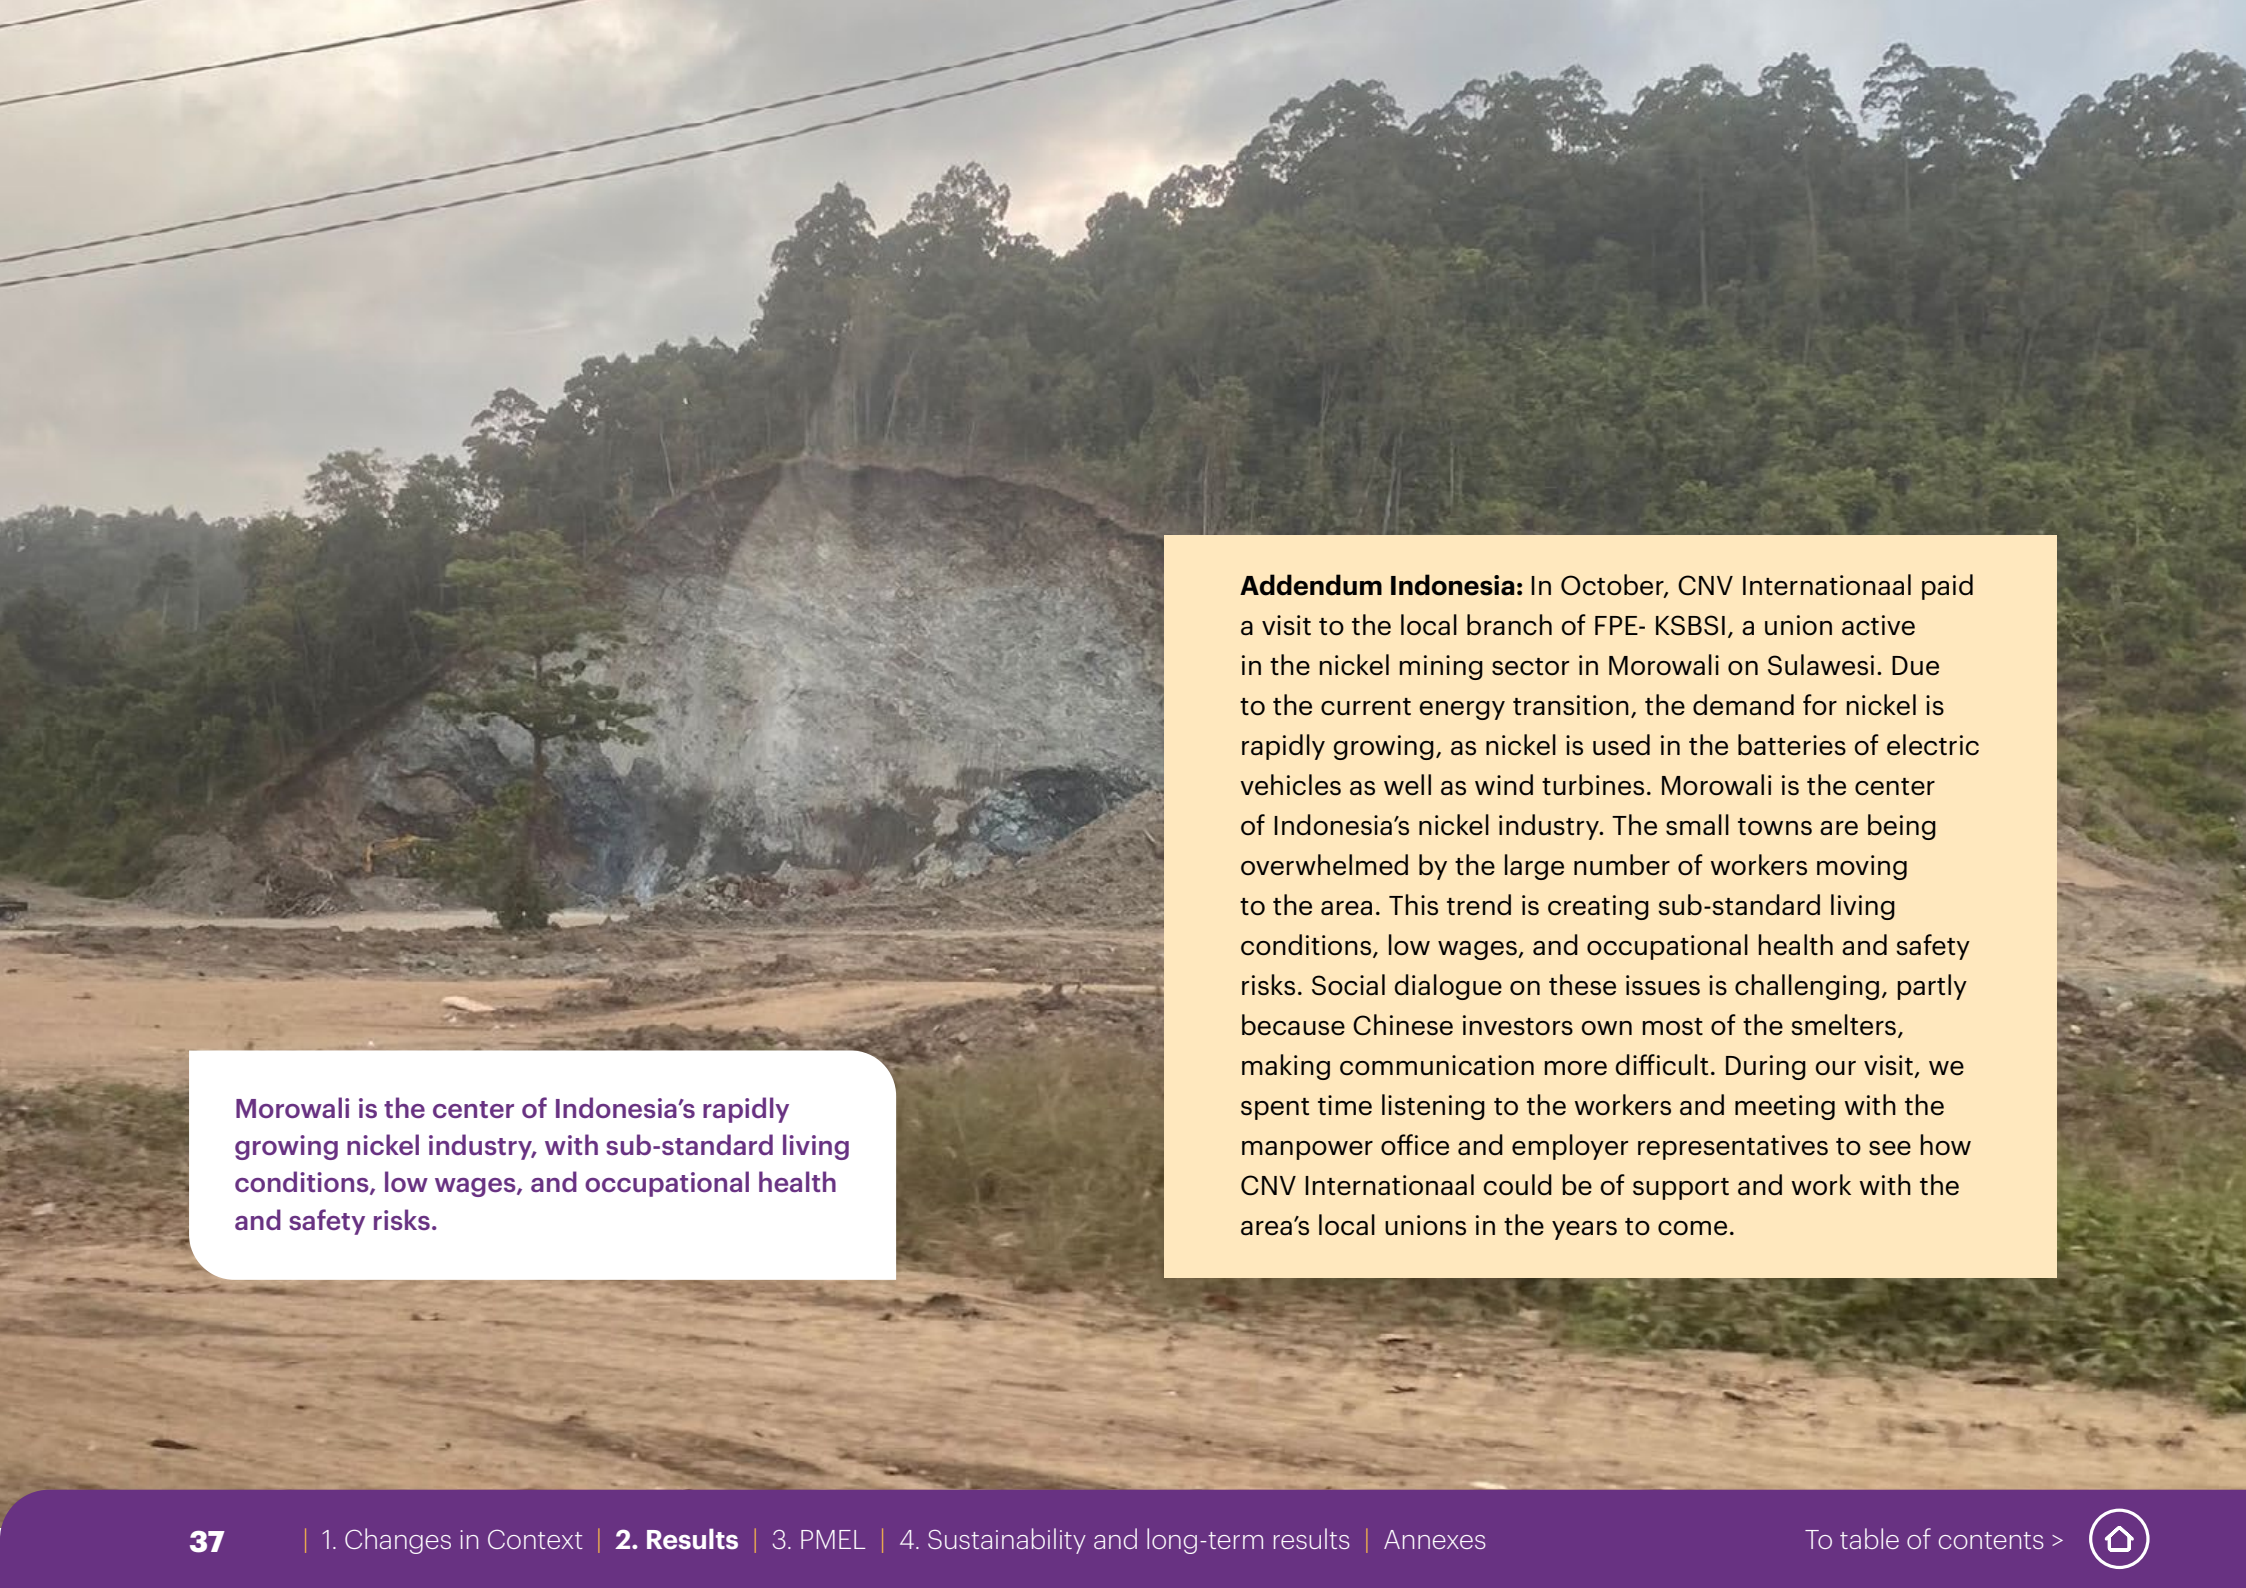 Addendum Indonesia: In October, CNV Internationaal paid
a visit to the local branch of FPE- KSBSI, a union active
in the nickel mining sector in Morowali on Sulawesi. Due
to the current energy transition, the demand for nickel is
rapidly growing, as nickel is used in the batteries of electric
vehicles as well as wind turbines. Morowali is the center
of Indonesia’s nickel industry. The small towns are being
overwhelmed by the large number of workers moving
to the area. This trend is creating sub-standard living
conditions, low wages, and occupational health and safety
risks. Social dialogue on these issues is challenging, partly
because Chinese investors own most of the smelters,
making communication more difficult. During our visit, we
spent time listening to the workers and meeting with the
manpower office and employer representatives to see how
CNV Internationaal could be of support and work with the
area’s local unions in the years to come.
Morowali is the center of Indonesia’s rapidly
growing nickel industry, with sub-standard living
conditions, low wages, and occupational health
and safety risks.
37 | 1. Changes in Context | 2. Results | 3. PMEL | 4. Sustainability and long-term results | Annexes To table of contents >